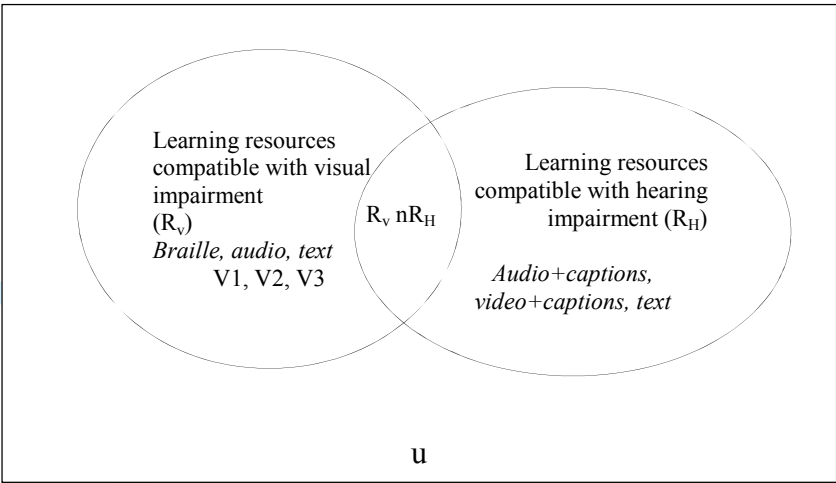 Learning resources
compatible with visual
impairment
(Rv)
Braille, audio, text
V1, V2, V3
Rv nRH
Learning resources
compatible with hearing
impairment (RH)
Audio+captions,
video+captions, text
u